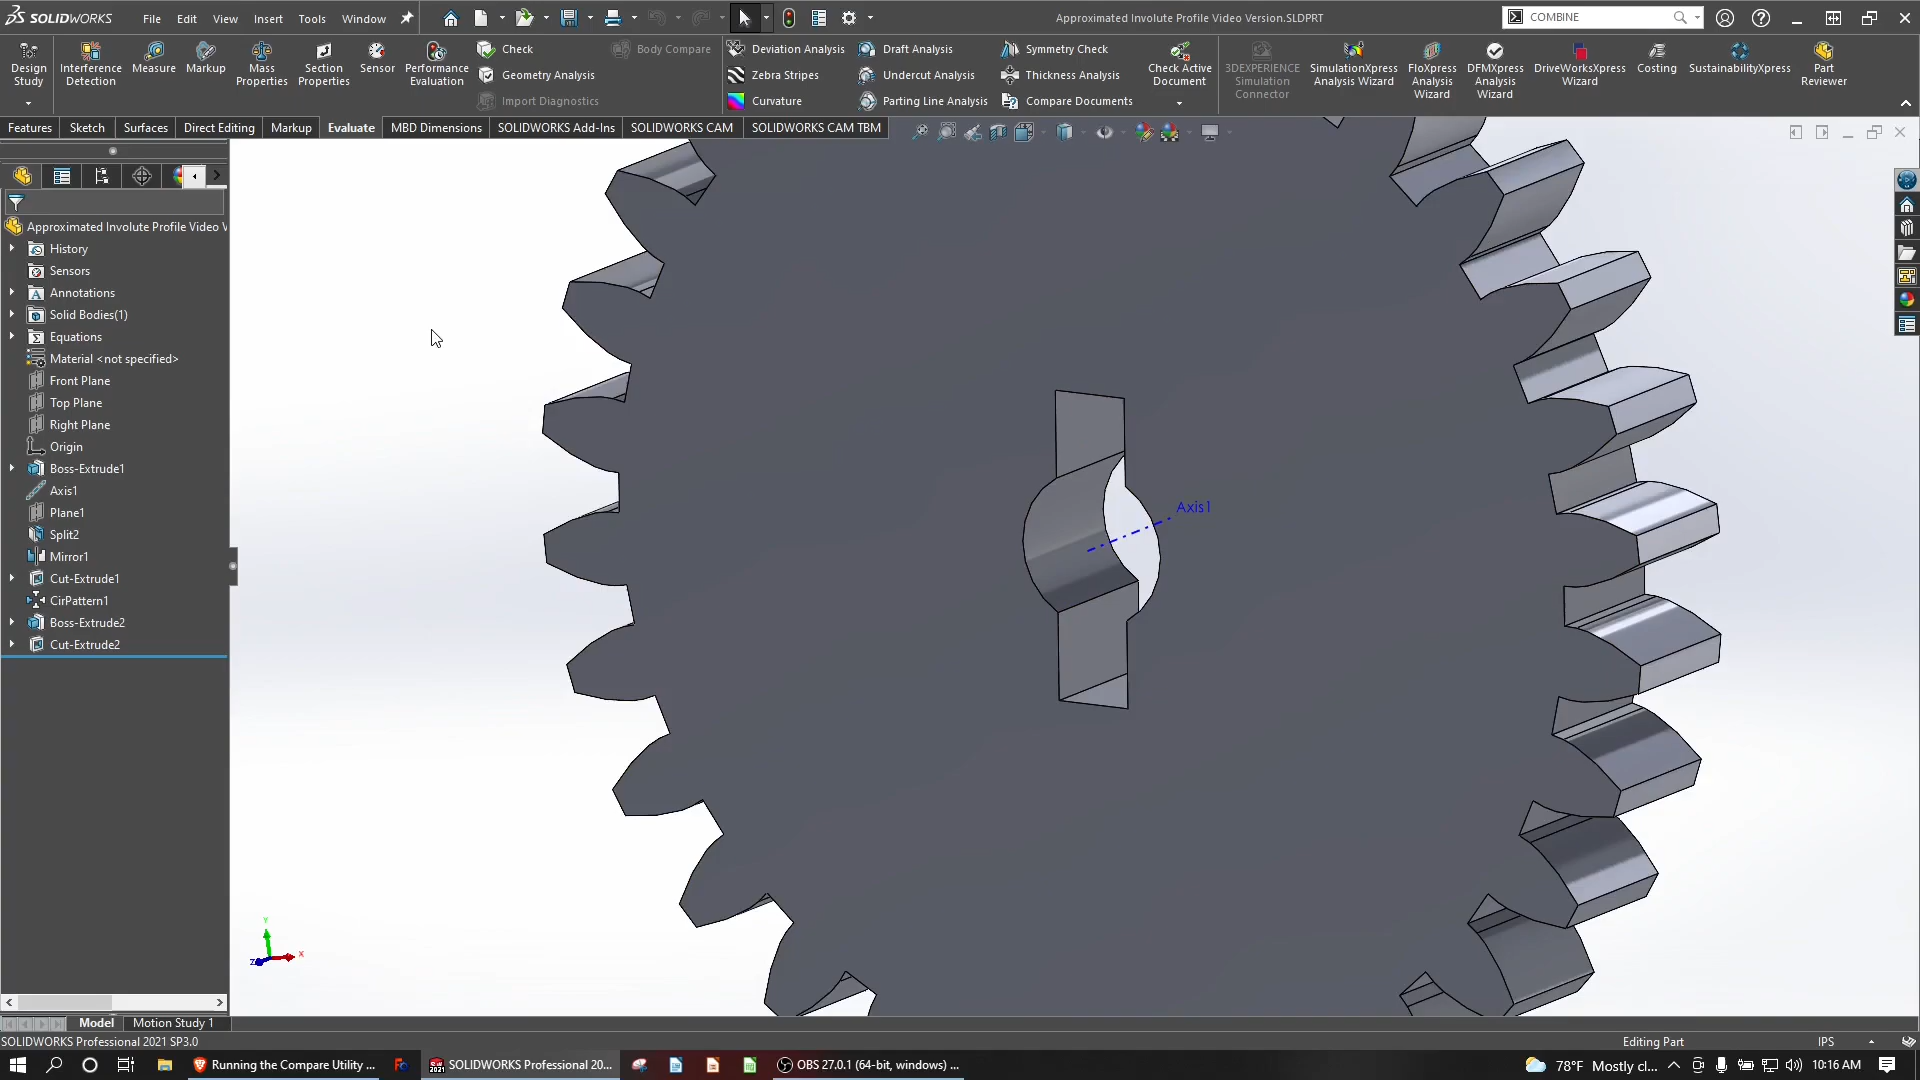 SOLIDWORKS
File Edit View Insert Tools Window
Approximated Involute Profile Video Version.SLDPRT
COMBINE
Design Study
Interference Detection
Measure
Markup
Mass Properties
Section Properties
Sensor
Performance Evaluation
Check
Geometry Analysis
Import Diagnostics
Body Compare
Deviation Analysis
Zebra Stripes
Curvature
Draft Analysis
Undercut Analysis
Parting Line Analysis
Symmetry Check
Thickness Analysis
Compare Documents
Check Active Document
3DEXPERIENCE Simulation Connector
SimulationXpress Analysis Wizard
FloXpress Analysis Wizard
DFMXpress Analysis Wizard
DriveWorksXpress Wizard
Costing
SustainabilityXpress
Part Reviewer
Features Sketch Surfaces Direct Editing Markup Evaluate MBD Dimensions SOLIDWORKS Add-Ins SOLIDWORKS CAM SOLIDWORKS CAM TBM
Approximated Involute Profile Video V
History
Sensors
Annotations
Solid Bodies(1)
Equations
Material <not specified>
Front Plane
Top Plane
Right Plane
Origin
Boss-Extrude1
Axis1
Plane1
Split2
Mirror1
Cut-Extrude1
CirPattern1
Boss-Extrude2
Cut-Extrude2
Axis1
Y
X
Z
Model Motion Study 1
SOLIDWORKS Professional 2021 SP3.0
Editing Part
IPS
Running the Compare Utility ...
SOLIDWORKS Professional 20...
OBS 27.0.1 (64-bit, windows) ...
78°F Mostly cl...
10:16 AM